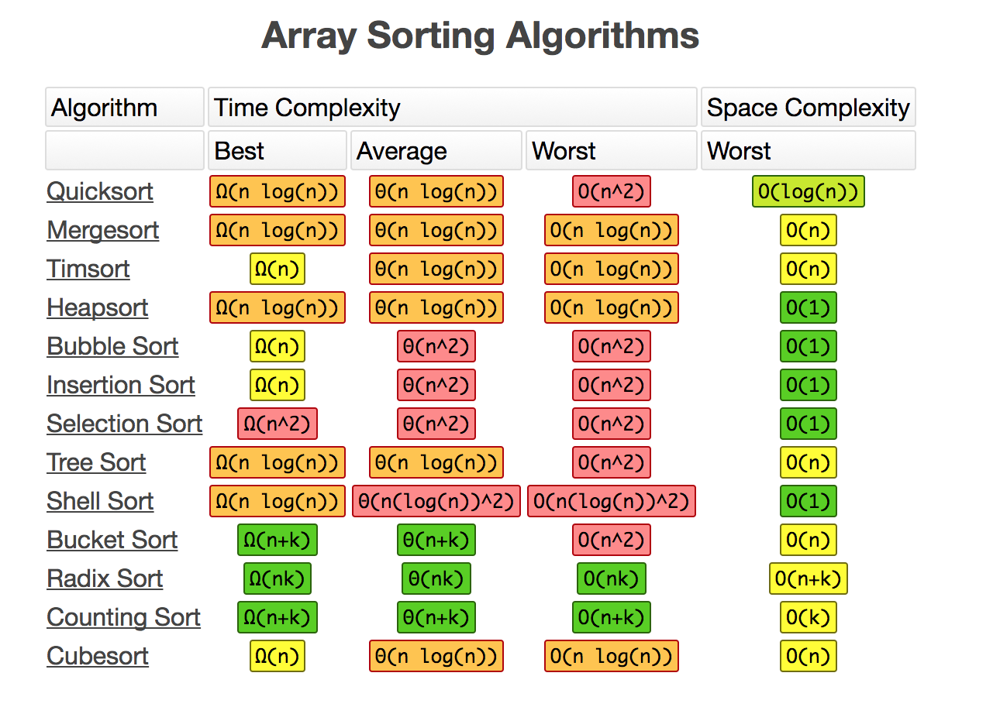 Array Sorting Algorithms
Algorithm Time Complexity Space Complexity
Best Average Worst Worst
Quicksort Ω(n log(n)) Θ(n log(n)) O(n^2) O(log(n))
Mergesort Ω(n log(n)) Θ(n log(n)) O(n log(n)) O(n)
Timsort Ω(n) Θ(n log(n)) O(n log(n)) O(n)
Heapsort Ω(n log(n)) Θ(n log(n)) O(n log(n)) O(1)
Bubble Sort Ω(n) Θ(n^2) O(n^2) O(1)
Insertion Sort Ω(n) Θ(n^2) O(n^2) O(1)
Selection Sort Ω(n^2) Θ(n^2) O(n^2) O(1)
Tree Sort Ω(n log(n)) Θ(n log(n)) O(n^2) O(n)
Shell Sort Ω(n log(n)) Θ(n(log(n))^2) O(n(log(n))^2) O(1)
Bucket Sort Ω(n+k) Θ(n+k) O(n^2) O(n)
Radix Sort Ω(nk) Θ(nk) O(nk) O(n+k)
Counting Sort Ω(n+k) Θ(n+k) O(n+k) O(k)
Cubesort Ω(n) Θ(n log(n)) O(n log(n)) O(n)